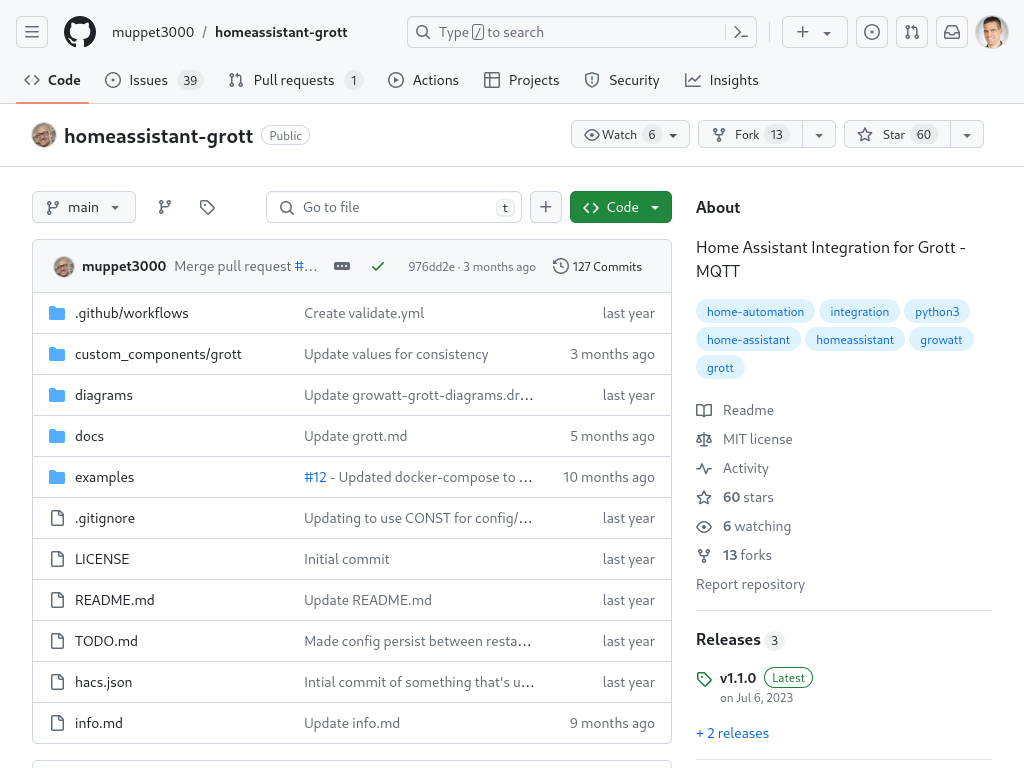 muppet3000 / homeassistant-grott
Type / to search
Code
Issues 39
Pull requests 1
Actions
Projects
Security
Insights
homeassistant-grott Public
Watch 6
Fork 13
Star 60
main
Go to file t
Code
About
Home Assistant Integration for Grott -
MQTT
home-automation integration python3
home-assistant homeassistant growatt
grott
Readme
MIT license
Activity
60 stars
6 watching
13 forks
Report repository
Releases 3
v1.1.0 Latest
on Jul 6, 2023
+ 2 releases
muppet3000 Merge pull request #… 976dd2e · 3 months ago 127 Commits
.github/workflows Create validate.yml last year
custom_components/grott Update values for consistency 3 months ago
diagrams Update growatt-grott-diagrams.dr… last year
docs Update grott.md 5 months ago
examples #12 - Updated docker-compose to … 10 months ago
.gitignore Updating to use CONST for config/… last year
LICENSE Initial commit last year
README.md Update README.md last year
TODO.md Made config persist between resta… last year
hacs.json Intial commit of something that's u… last year
info.md Update info.md 9 months ago